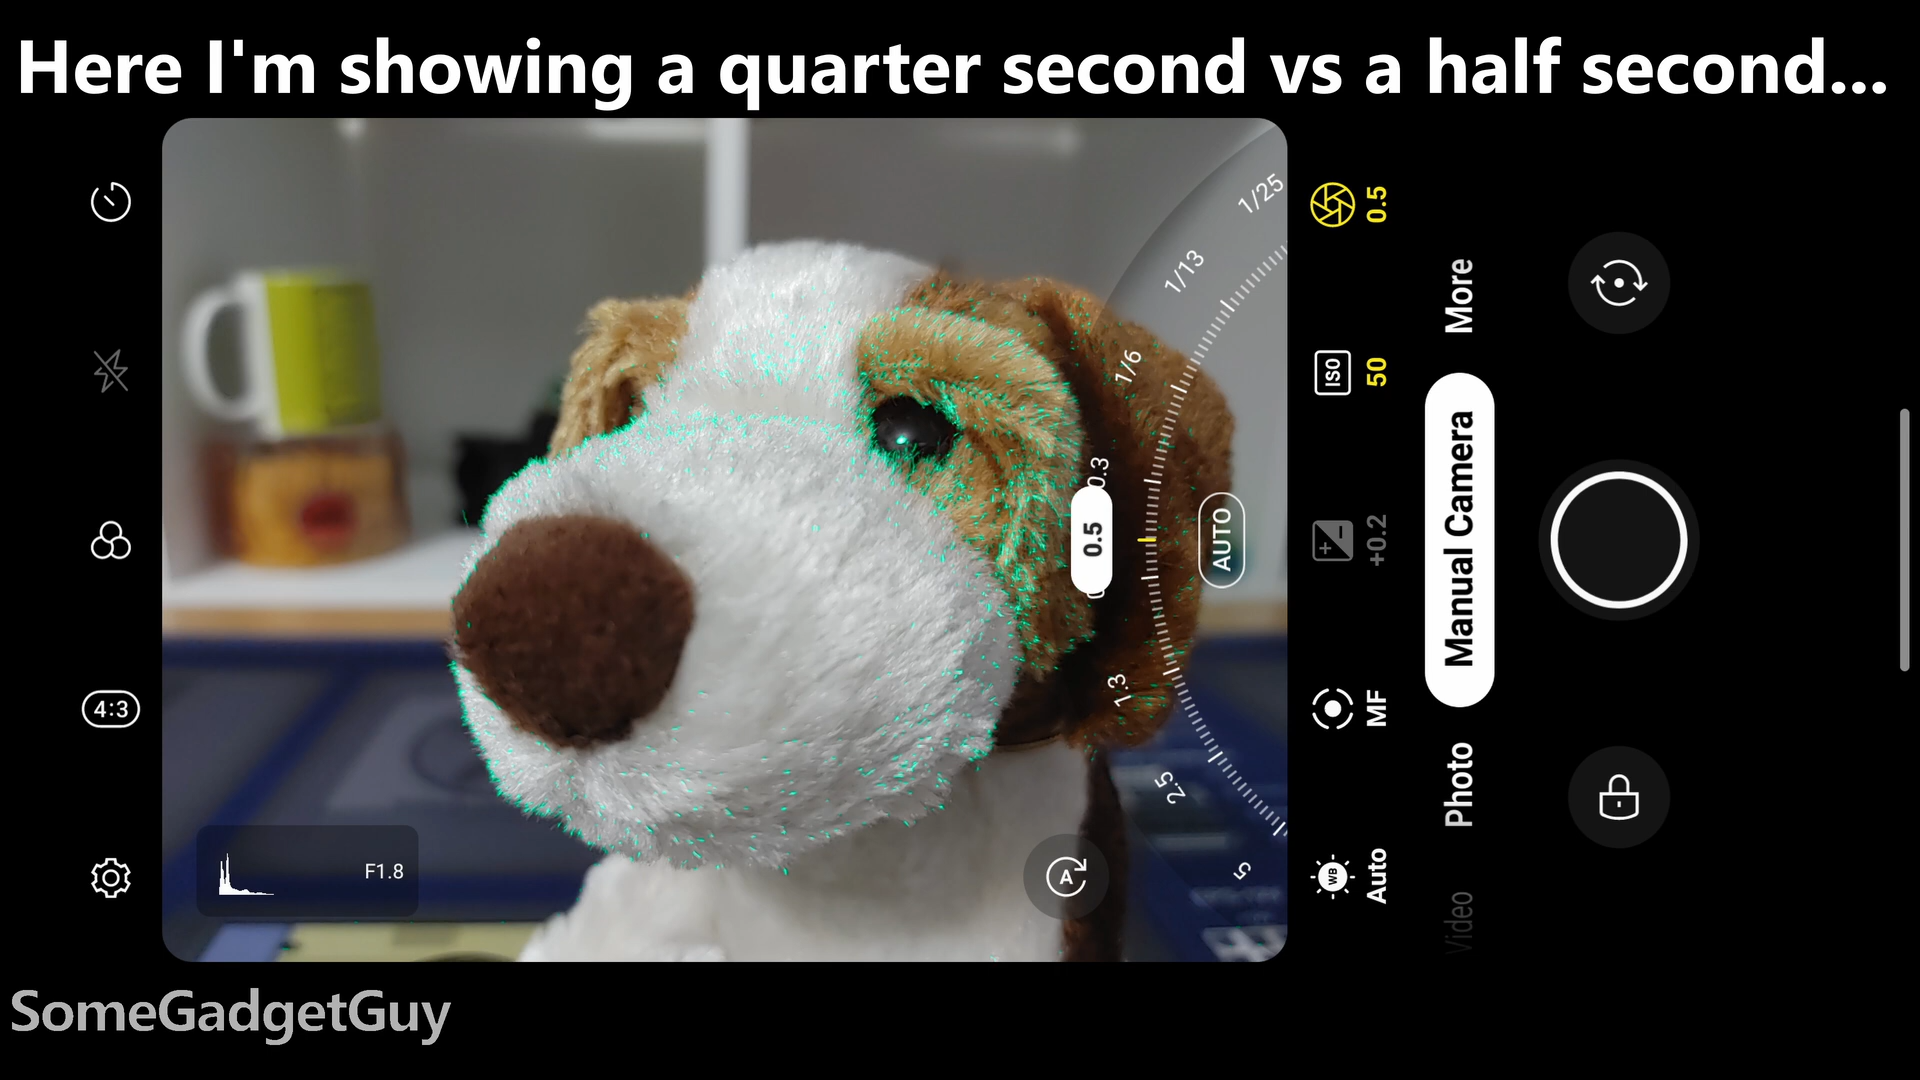 Here I'm showing a quarter second vs a half second...
1/25
1/13
1/6
0.3
0.5
1.3
2.5
5
AUTO
0.5
ISO
50
+0.2
MF
WB
Auto
More
Manual Camera
Photo
Video
4:3
F1.8
A
SomeGadgetGuy